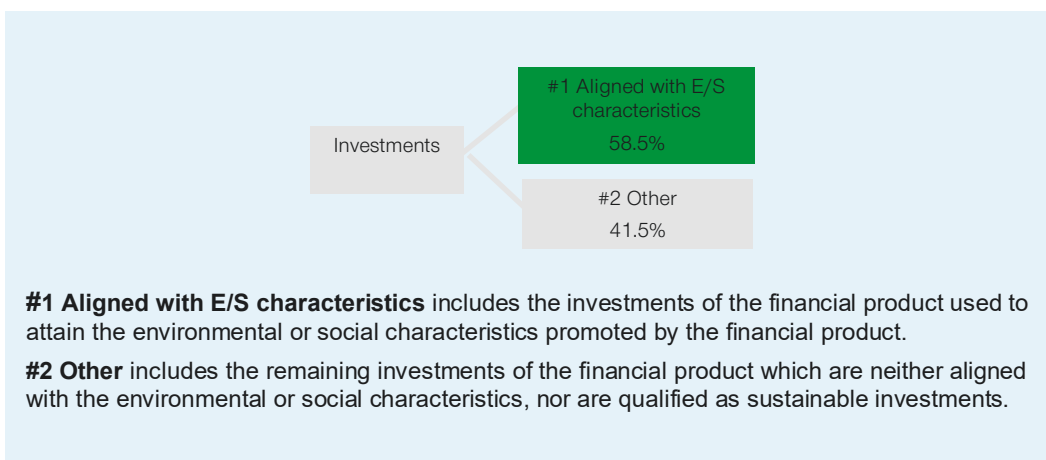 #1 Aligned with E/S
characteristics
58.5%
Investments
#2 Other
41.5%
#1 Aligned with E/S characteristics includes the investments of the financial product used to
attain the environmental or social characteristics promoted by the financial product.
#2 Other includes the remaining investments of the financial product which are neither aligned
with the environmental or social characteristics, nor are qualified as sustainable investments.